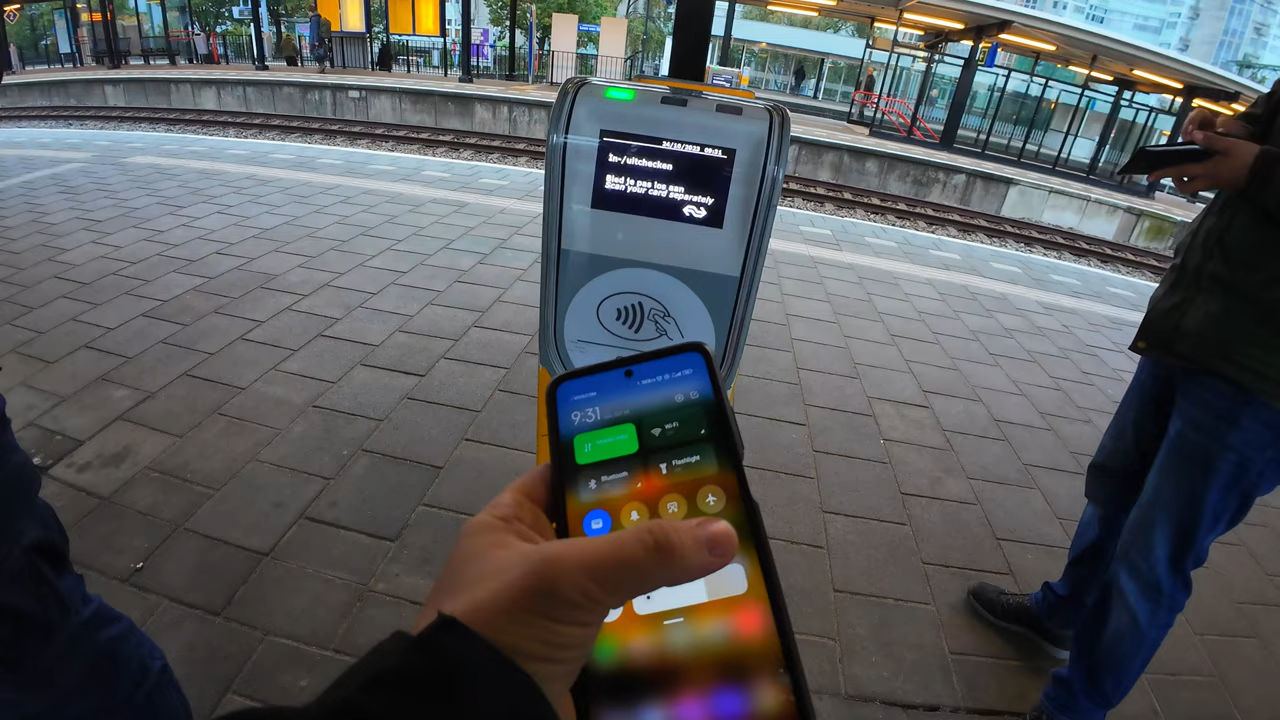 24/10/2023 09:31
In-/uitchecken
Bied je pas los aan
Scan your card separately
9:31
Wi-Fi
Bluetooth
Flashlight